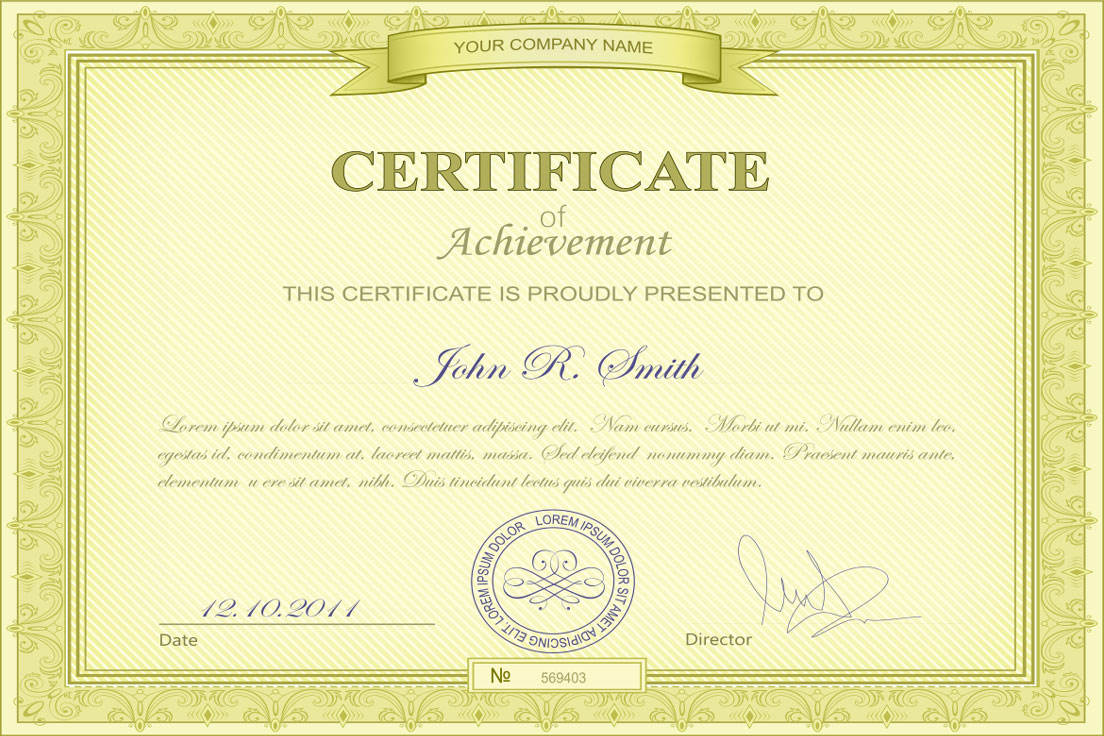 YOUR COMPANY NAME
CERTIFICATE
of
Achievement
THIS CERTIFICATE IS PROUDLY PRESENTED TO
John R. Smith
Lorem ipsum dolor sit amet, consectetuer adipiscing elit. Nam cursus. Morbi ut mi. Nullam enim leo,
egestas id, condimentum at, laoreet mattis, massa. Sed eleifend nonummy diam. Praesent mauris ante,
elementum u ere sit amet, nibh. Duis tincidunt lectus quis dui viverra vestibulum.
LOREM IPSUM DOLOR SIT AMET ADIPISCING ELIT. LOREM IPSUM DOLOR
12.10.2011
Date
Director
№ 569403